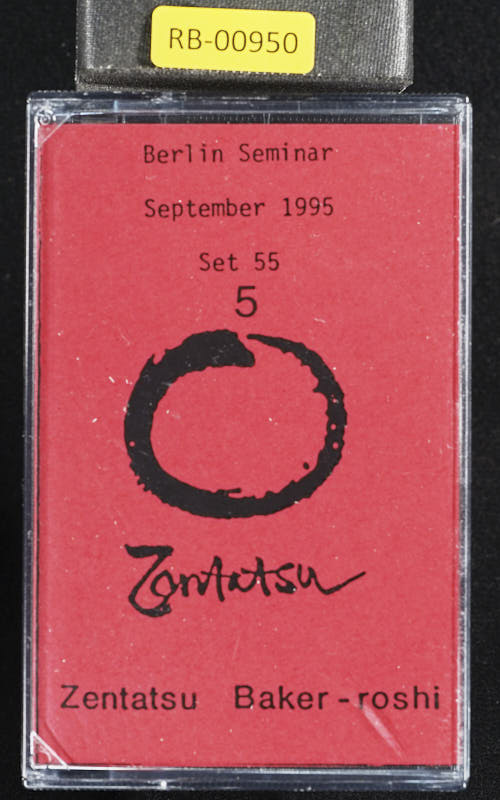 RB-00950
Berlin Seminar
September 1995
Set 55
5
Zentatsu
Zentatsu Baker-roshi